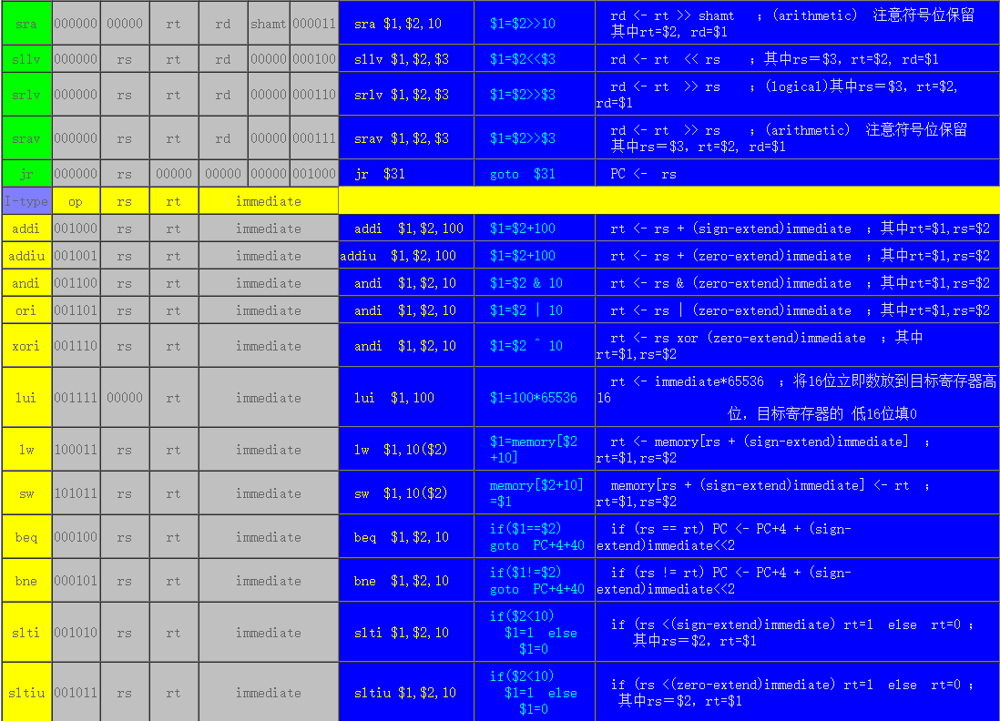 sra 000000 00000 rt rd shamt 000011 sra $1,$2,10 $1=$2>>10 rd <- rt >> shamt ；(arithmetic) 注意符号位保留
其中rt=$2, rd=$1
sllv 000000 rs rt rd 00000 000100 sllv $1,$2,$3 $1=$2<<$3 rd <- rt << rs ；其中rs＝$3，rt=$2, rd=$1
srlv 000000 rs rt rd 00000 000110 srlv $1,$2,$3 $1=$2>>$3 rd <- rt >> rs ；(logical)其中rs＝$3，rt=$2,
rd=$1
srav 000000 rs rt rd 00000 000111 srav $1,$2,$3 $1=$2>>$3 rd <- rt >> rs ；(arithmetic) 注意符号位保留
其中rs＝$3，rt=$2, rd=$1
jr 000000 rs 00000 00000 00000 001000 jr $31 goto $31 PC <- rs
I-type op rs rt immediate
addi 001000 rs rt immediate addi $1,$2,100 $1=$2+100 rt <- rs + (sign-extend)immediate ；其中rt=$1,rs=$2
addiu 001001 rs rt immediate addiu $1,$2,100 $1=$2+100 rt <- rs + (zero-extend)immediate ；其中rt=$1,rs=$2
andi 001100 rs rt immediate andi $1,$2,10 $1=$2 & 10 rt <- rs & (zero-extend)immediate ；其中rt=$1,rs=$2
ori 001101 rs rt immediate andi $1,$2,10 $1=$2 | 10 rt <- rs | (zero-extend)immediate ；其中rt=$1,rs=$2
xori 001110 rs rt immediate andi $1,$2,10 $1=$2 ^ 10 rt <- rs xor (zero-extend)immediate ；其中
rt=$1,rs=$2
lui 001111 00000 rt immediate lui $1,100 $1=100*65536 rt <- immediate*65536 ；将16位立即数放到目标寄存器高
16
位，目标寄存器的 低16位填0
lw 100011 rs rt immediate lw $1,10($2) $1=memory[$2
+10] rt <- memory[rs + (sign-extend)immediate] ；
rt=$1,rs=$2
sw 101011 rs rt immediate sw $1,10($2) memory[$2+10]
=$1 memory[rs + (sign-extend)immediate] <- rt ；
rt=$1,rs=$2
beq 000100 rs rt immediate beq $1,$2,10 if($1==$2)
goto PC+4+40 if (rs == rt) PC <- PC+4 + (sign-
extend)immediate<<2
bne 000101 rs rt immediate bne $1,$2,10 if($1!=$2)
goto PC+4+40 if (rs != rt) PC <- PC+4 + (sign-
extend)immediate<<2
slti 001010 rs rt immediate slti $1,$2,10 if($2<10)
$1=1 else
$1=0 if (rs <(sign-extend)immediate) rt=1 else rt=0 ；
其中rs＝$2，rt=$1
sltiu 001011 rs rt immediate sltiu $1,$2,10 if($2<10)
$1=1 else
$1=0 if (rs <(zero-extend)immediate) rt=1 else rt=0 ；
其中rs＝$2，rt=$1